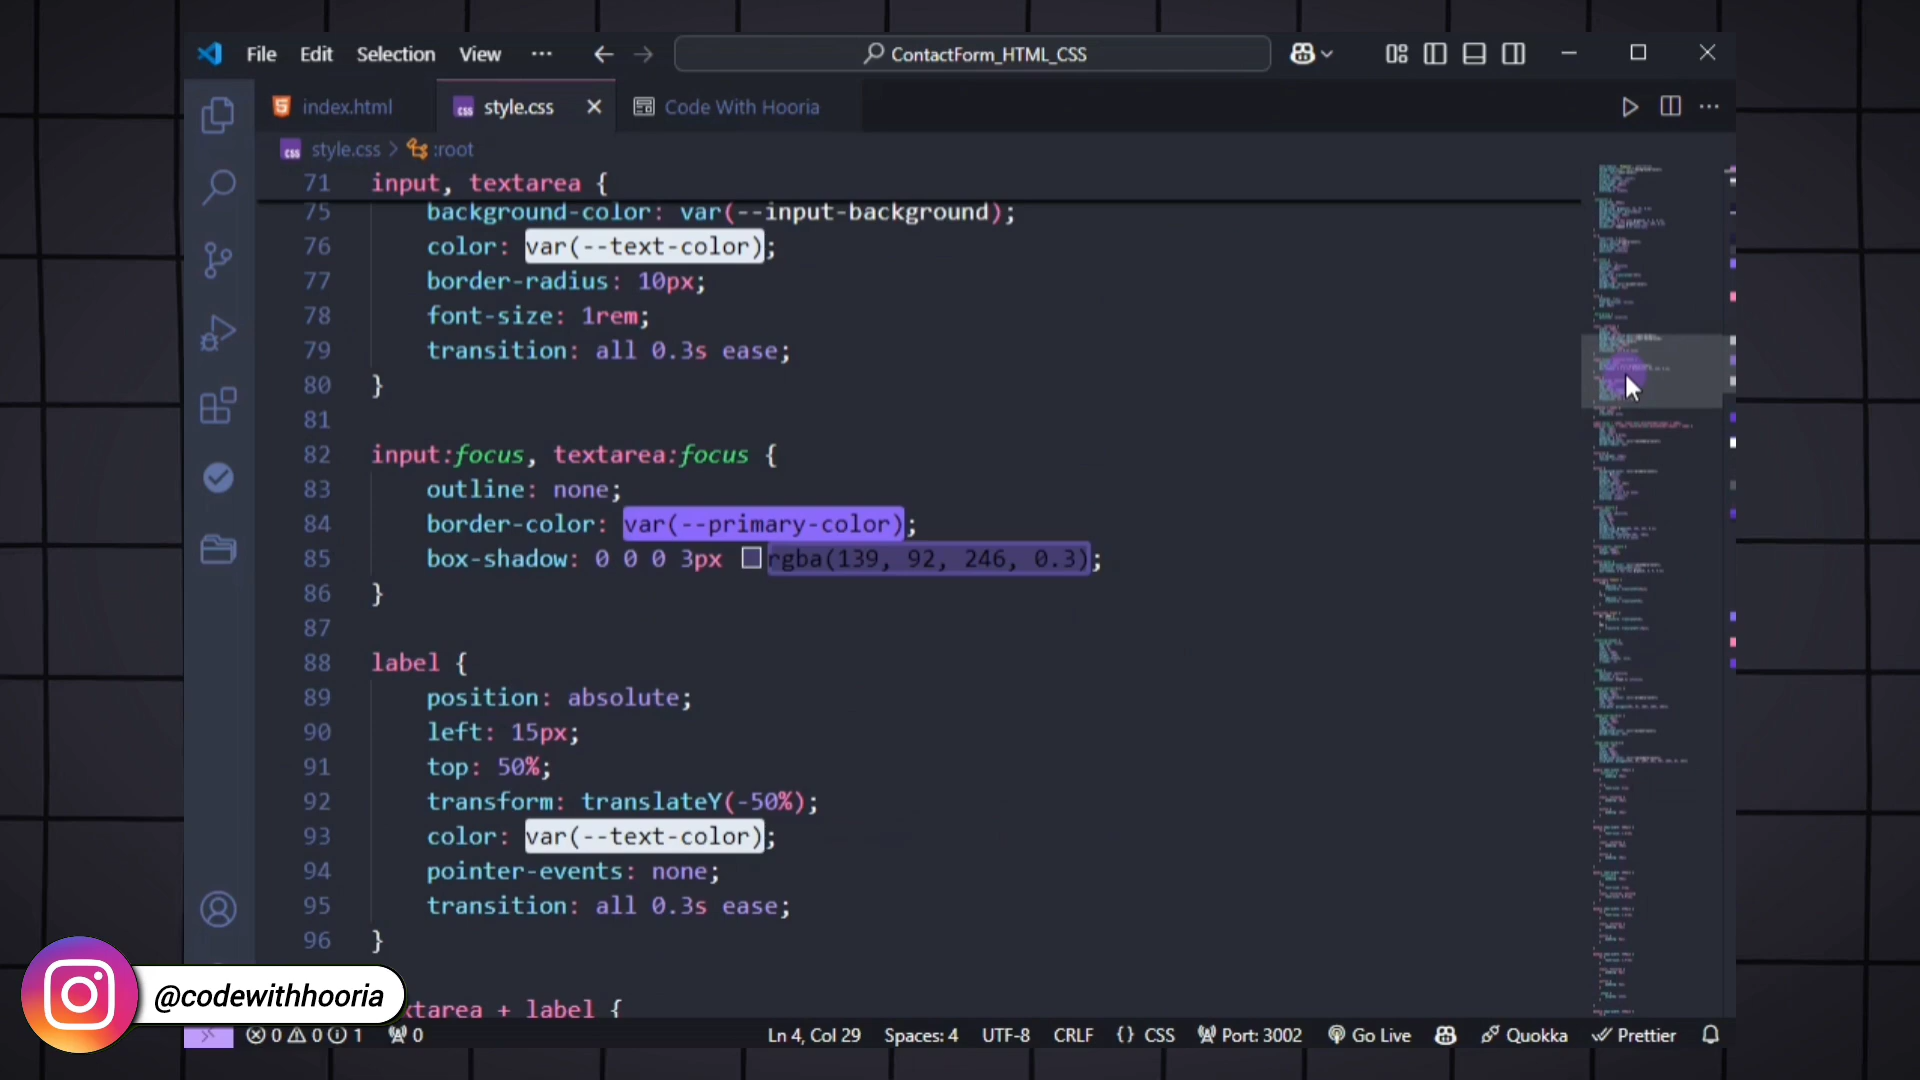 File Edit Selection View ··· ContactForm_HTML_CSS
index.html style.css Code With Hooria
style.css > :root
71 input, textarea {
75 background-color: var(--input-background);
76 color: var(--text-color);
77 border-radius: 10px;
78 font-size: 1rem;
79 transition: all 0.3s ease;
80 }
81
82 input:focus, textarea:focus {
83 outline: none;
84 border-color: var(--primary-color);
85 box-shadow: 0 0 0 3px rgba(139, 92, 246, 0.3);
86 }
87
88 label {
89 position: absolute;
90 left: 15px;
91 top: 50%;
92 transform: translateY(-50%);
93 color: var(--text-color);
94 pointer-events: none;
95 transition: all 0.3s ease;
96 }
xtarea + label {
@codewithhooria
0 0 1 0 Ln 4, Col 29 Spaces: 4 UTF-8 CRLF {} CSS Port: 3002 Go Live Quokka Prettier